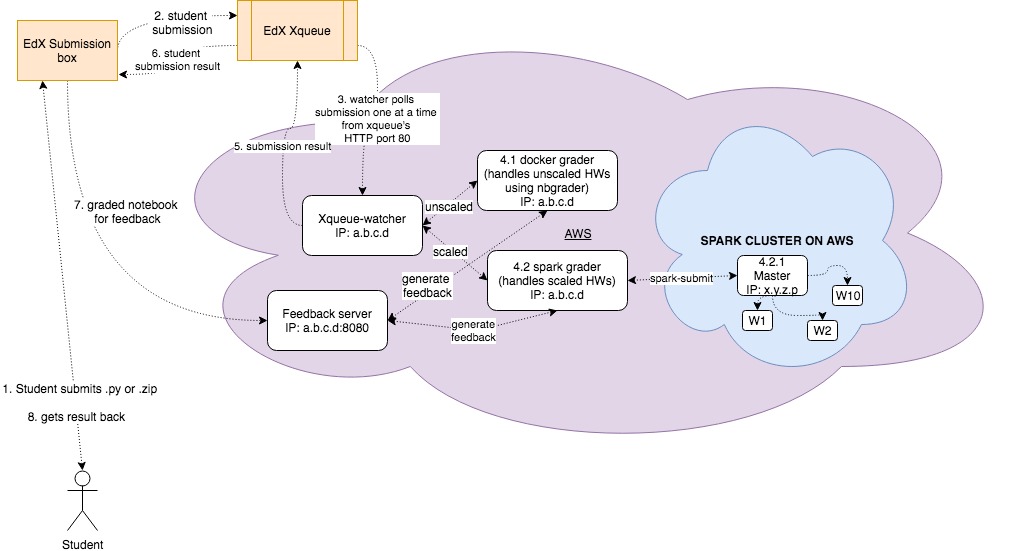 2. student
submission
EdX Submission
box
EdX Xqueue
6. student
submission result
3. watcher polls
submission one at a time
from xqueue's
HTTP port 80
5. submission result
4.1 docker grader
(handles unscaled HWs
using nbgrader)
IP: a.b.c.d
7. graded notebook
for feedback
unscaled
Xqueue-watcher
IP: a.b.c.d
AWS
SPARK CLUSTER ON AWS
scaled
4.2 spark grader
(handles scaled HWs)
IP: a.b.c.d
4.2.1
Master
IP: x.y.z.p
generate
feedback
spark-submit
W10
Feedback server
IP: a.b.c.d:8080
generate
feedback
W1
W2
1. Student submits .py or .zip
8. gets result back
Student